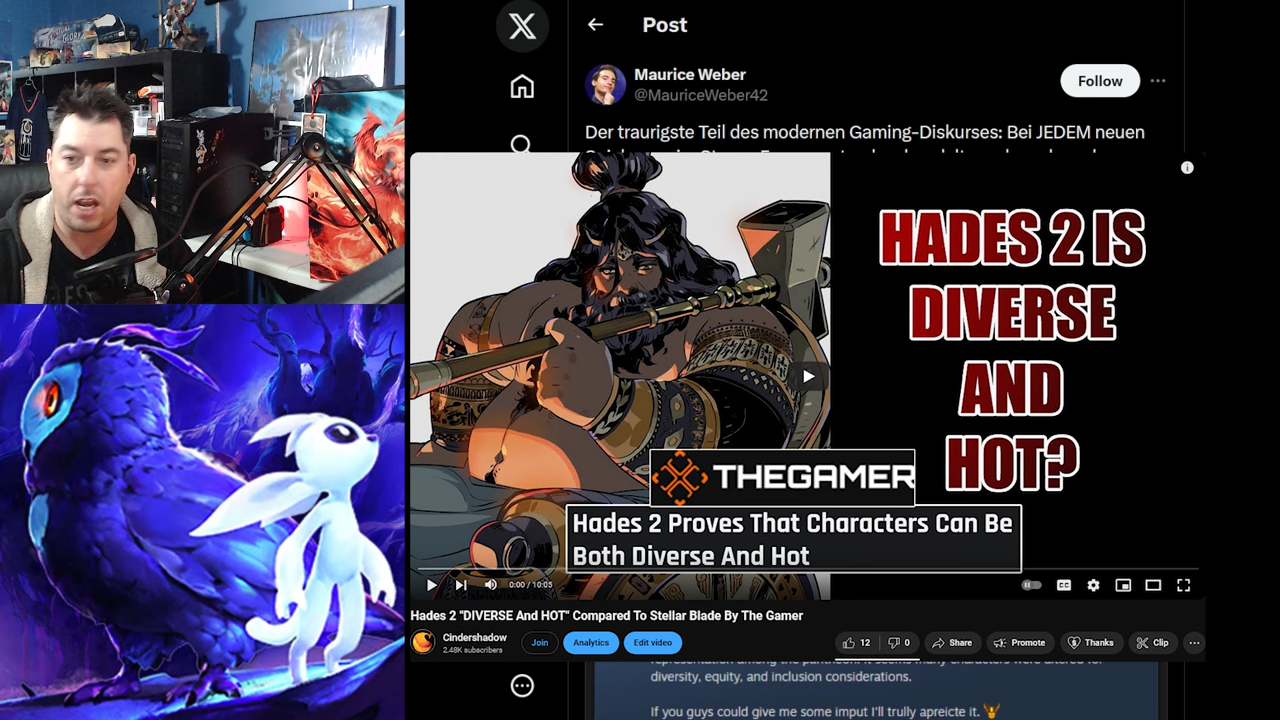 Post
Maurice Weber
@MauriceWeber42
Follow
Der traurigste Teil des modernen Gaming-Diskurses: Bei JEDEM neuen
HADES 2 IS
DIVERSE
AND
HOT?
THEGAMER
Hades 2 Proves That Characters Can Be
Both Diverse And Hot
0:00 / 10:05
Hades 2 "DIVERSE And HOT" Compared To Stellar Blade By The Gamer
Cindershadow
2.48K subscribers
Join
Analytics
Edit video
12
0
Share
Promote
Thanks
Clip
diversity, equity, and inclusion considerations.
If you guys could give me some imput I'll trully apreicte it.